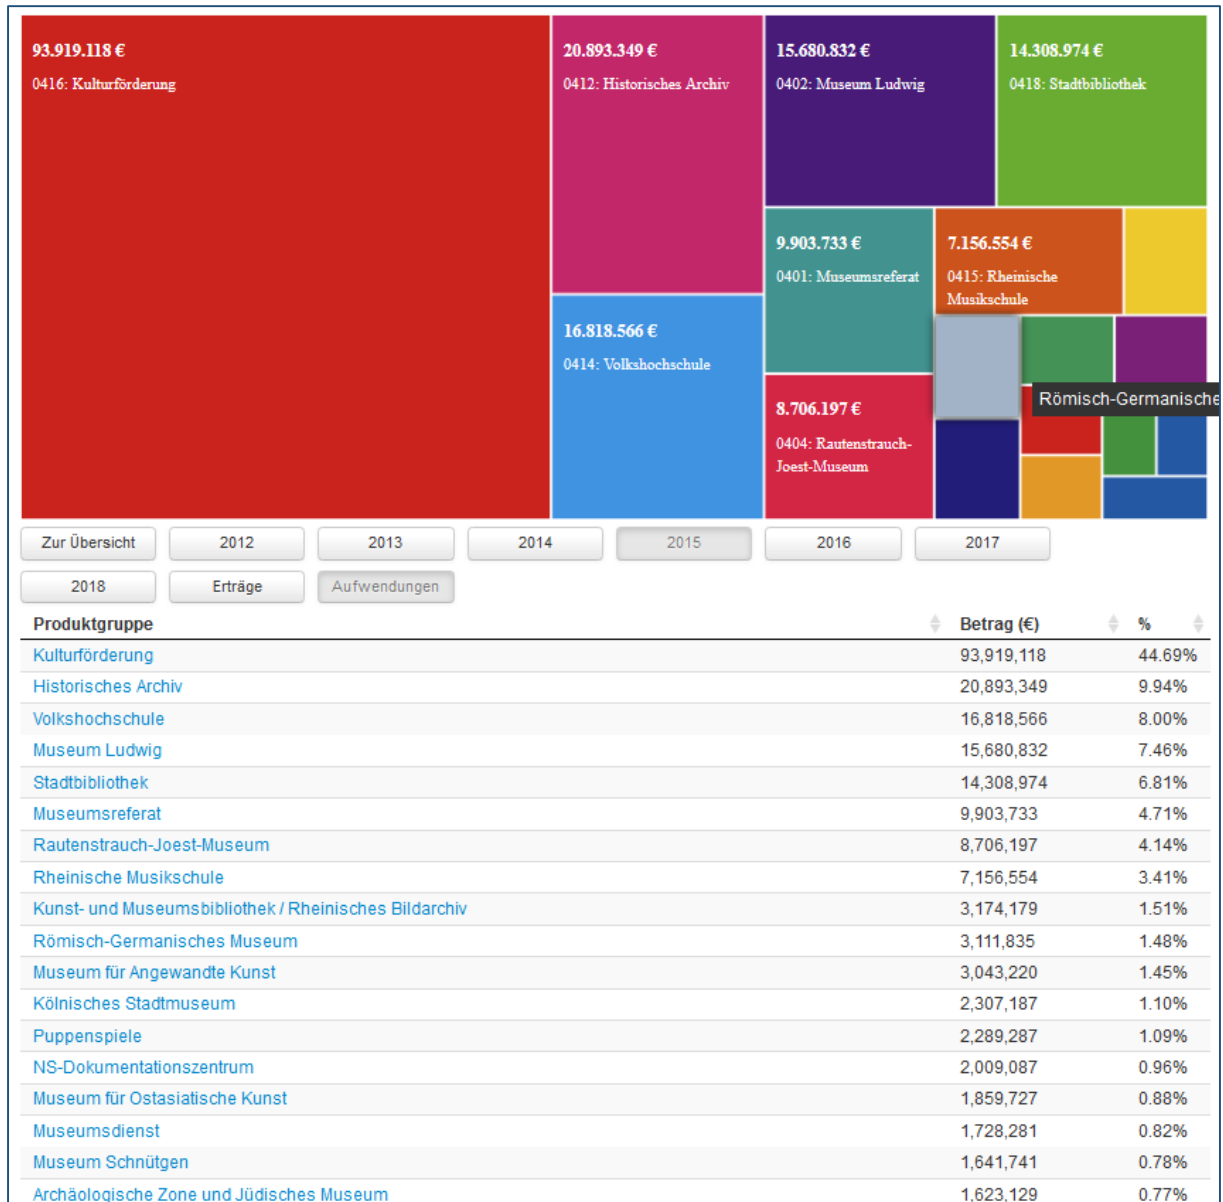 93.919.118 €
0416: Kulturförderung
20.893.349 €
0412: Historisches Archiv
15.680.832 €
0402: Museum Ludwig
14.308.974 €
0418: Stadtbibliothek
16.818.566 €
0414: Volkshochschule
9.903.733 €
0401: Museumsreferat
7.156.554 €
0415: Rheinische
Musikschule
8.706.197 €
0404: Rautenstrauch-
Joest-Museum
Römisch-Germanische
Zur Übersicht 2012 2013 2014 2015 2016 2017
2018 Erträge Aufwendungen
Produktgruppe Betrag (€) %
Kulturförderung 93,919,118 44.69%
Historisches Archiv 20,893,349 9.94%
Volkshochschule 16,818,566 8.00%
Museum Ludwig 15,680,832 7.46%
Stadtbibliothek 14,308,974 6.81%
Museumsreferat 9,903,733 4.71%
Rautenstrauch-Joest-Museum 8,706,197 4.14%
Rheinische Musikschule 7,156,554 3.41%
Kunst- und Museumsbibliothek / Rheinisches Bildarchiv 3,174,179 1.51%
Römisch-Germanisches Museum 3,111,835 1.48%
Museum für Angewandte Kunst 3,043,220 1.45%
Kölnisches Stadtmuseum 2,307,187 1.10%
Puppenspiele 2,289,287 1.09%
NS-Dokumentationszentrum 2,009,087 0.96%
Museum für Ostasiatische Kunst 1,859,727 0.88%
Museumsdienst 1,728,281 0.82%
Museum Schnütgen 1,641,741 0.78%
Archäologische Zone und Jüdisches Museum 1,623,129 0.77%